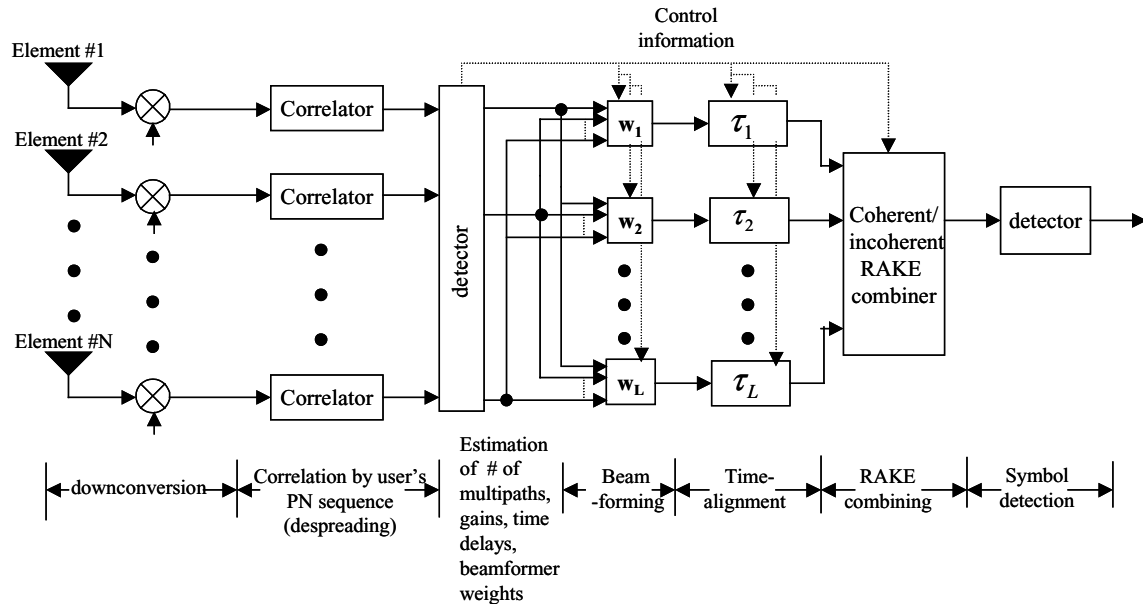 Control
information
Element #1
Correlator
w1
τ1
Element #2
Correlator
detector
w2
τ2
Coherent/
incoherent
RAKE
combiner
detector
Element #N
Correlator
wL
τL
downconversion
Correlation by user's
PN sequence
(despreading)
Estimation
of # of
multipaths,
gains, time
delays,
beamformer
weights
Beam
-forming
Time-
alignment
RAKE
combining
Symbol
detection